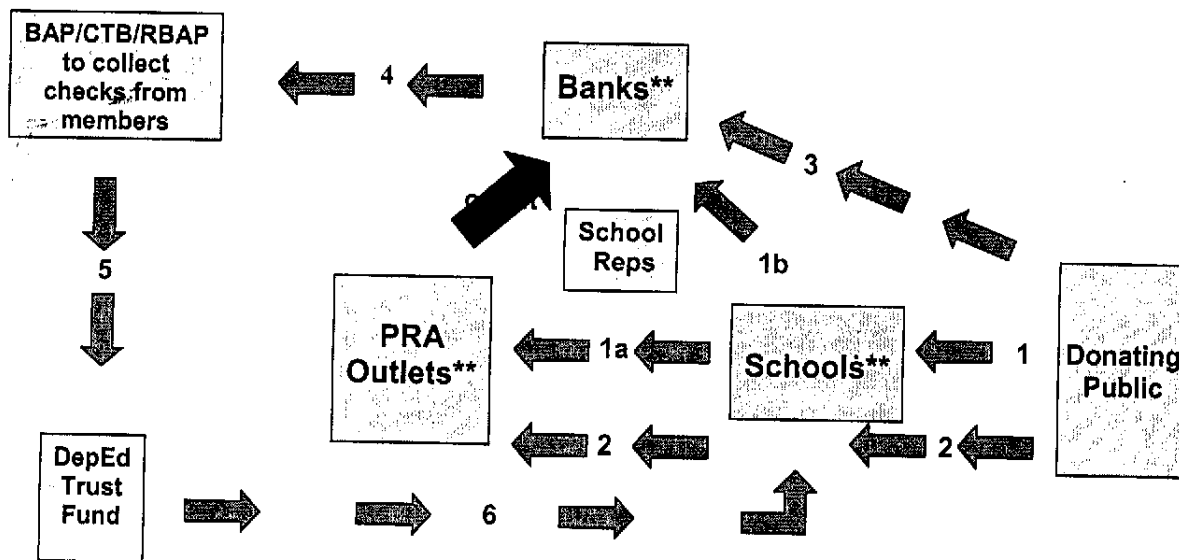 BAP/CTB/RBAP
to collect
checks from
members
4
Banks**
3
School
Reps
1b
5
PRA
Outlets**
1a
Schools**
1
Donating
Public
2
2
DepEd
Trust
Fund
6